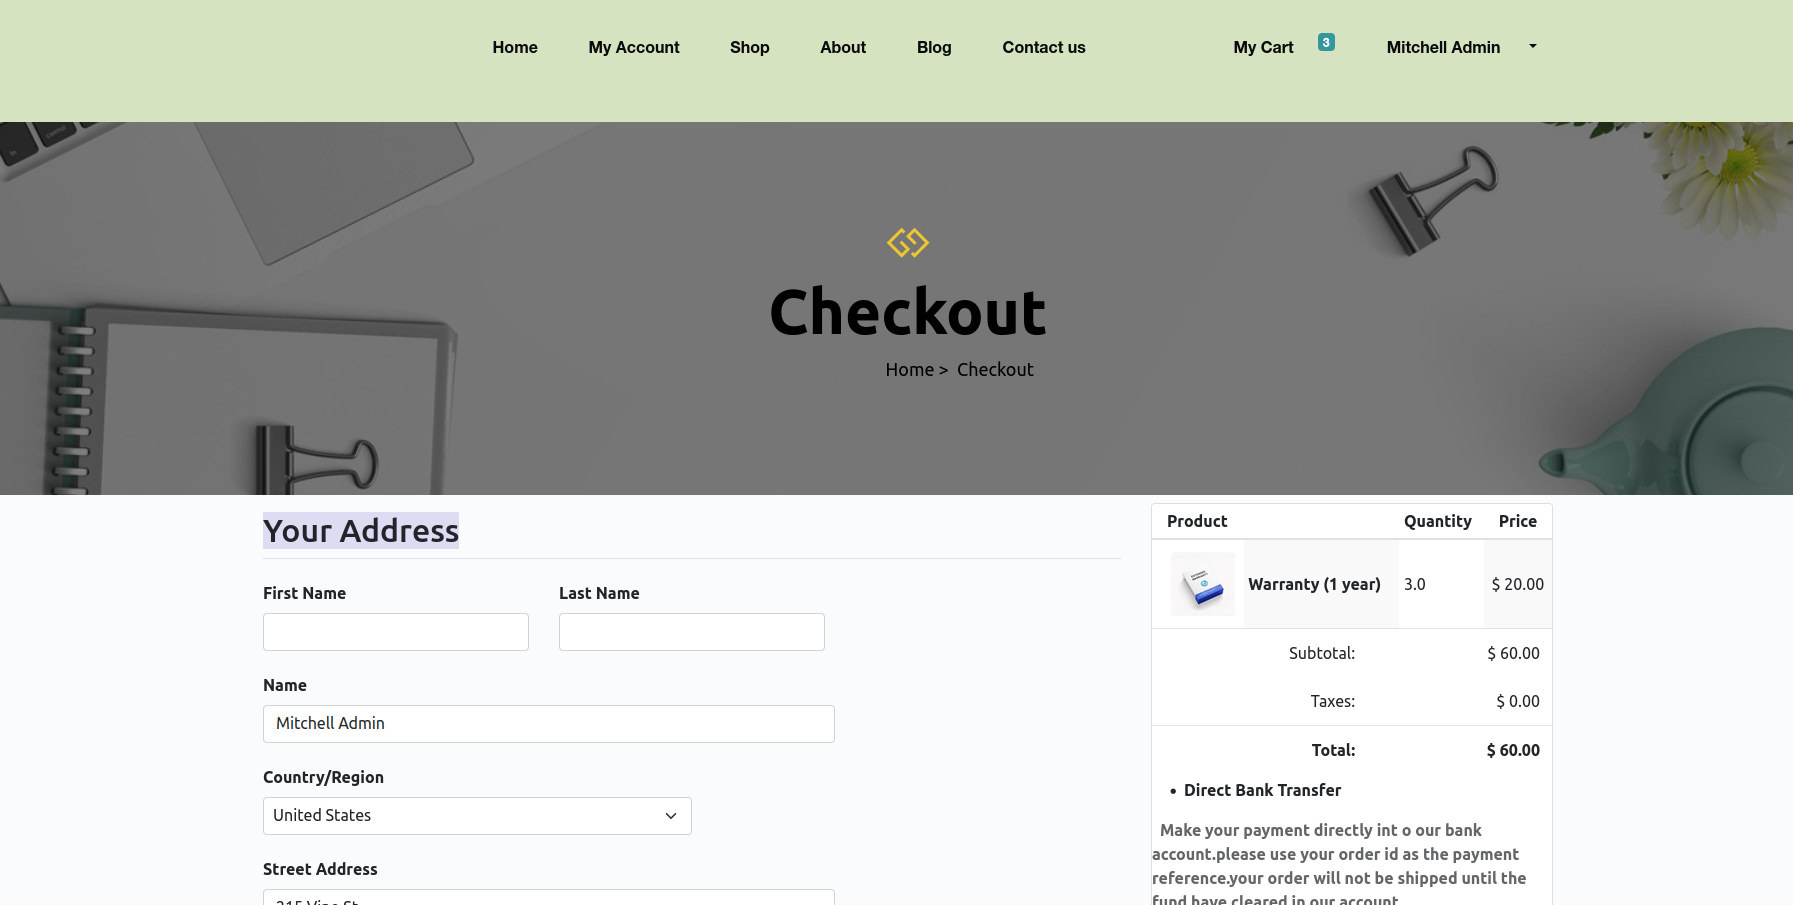 Home My Account Shop About Blog Contact us My Cart 3 Mitchell Admin
control
Checkout
Home > Checkout
Your Address
First Name Last Name
Name
Mitchell Admin
Country/Region
United States
Street Address
215 Vine St
Product Quantity Price
Warranty (1 year) 3.0 $ 20.00
Subtotal: $ 60.00
Taxes: $ 0.00
Total: $ 60.00
• Direct Bank Transfer
Make your payment directly int o our bank
account.please use your order id as the payment
reference.your order will not be shipped until the
fund have cleared in our account